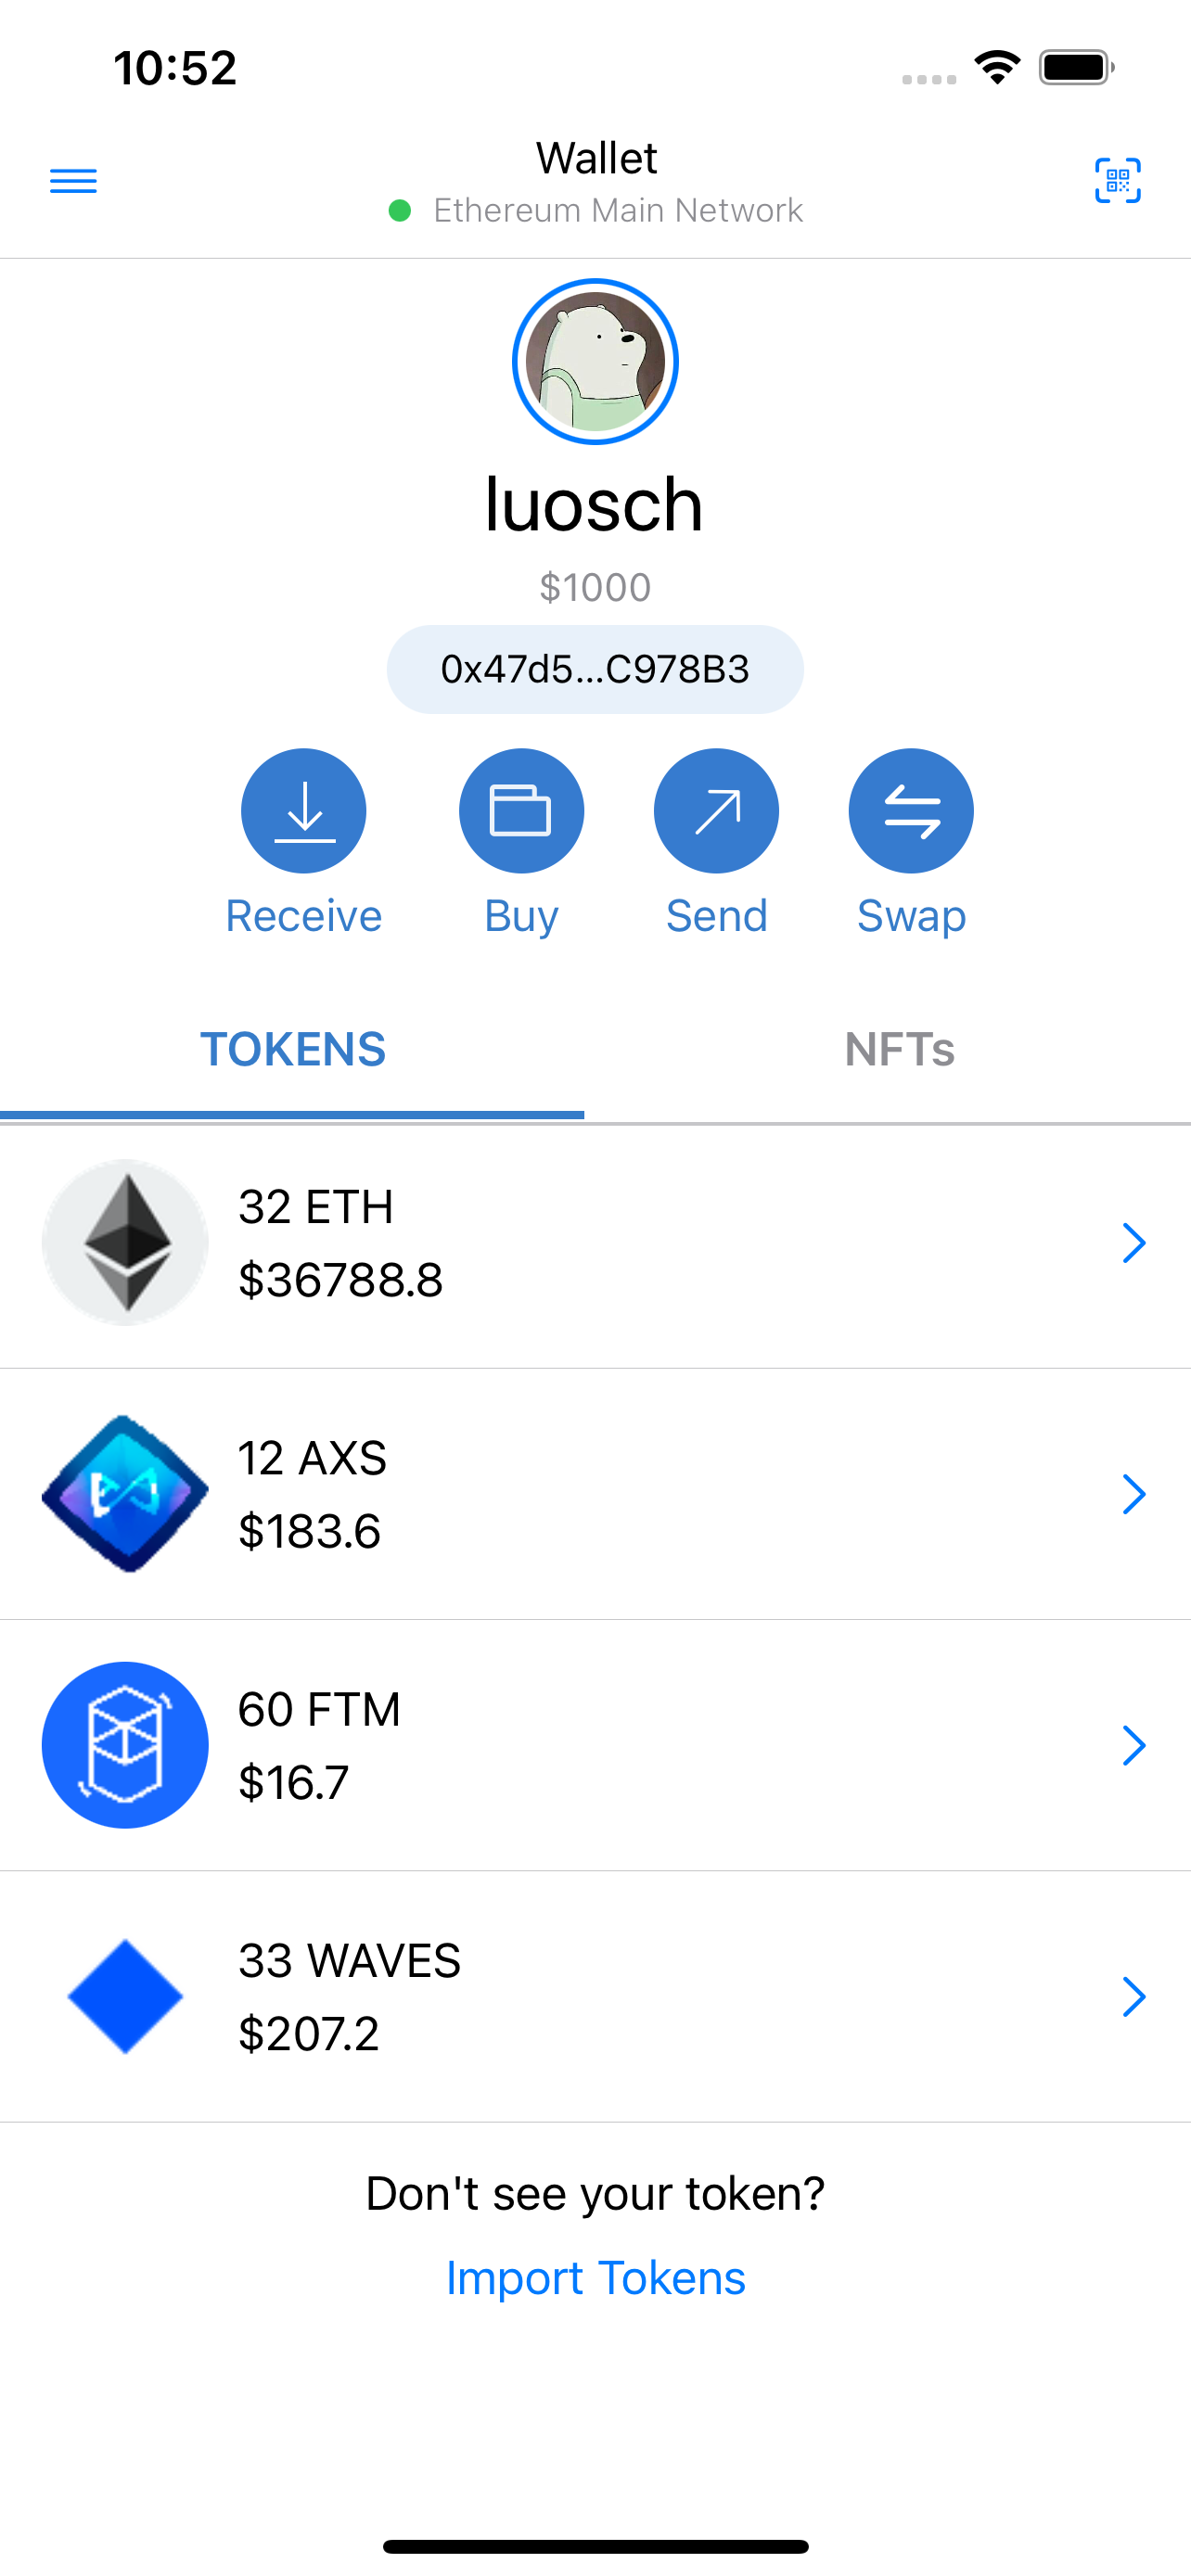 10:52
Wallet
Ethereum Main Network
luosch
$1000
0x47d5...C978B3
Receive Buy Send Swap
TOKENS NFTs
32 ETH
$36788.8
12 AXS
$183.6
60 FTM
$16.7
33 WAVES
$207.2
Don't see your token?
Import Tokens